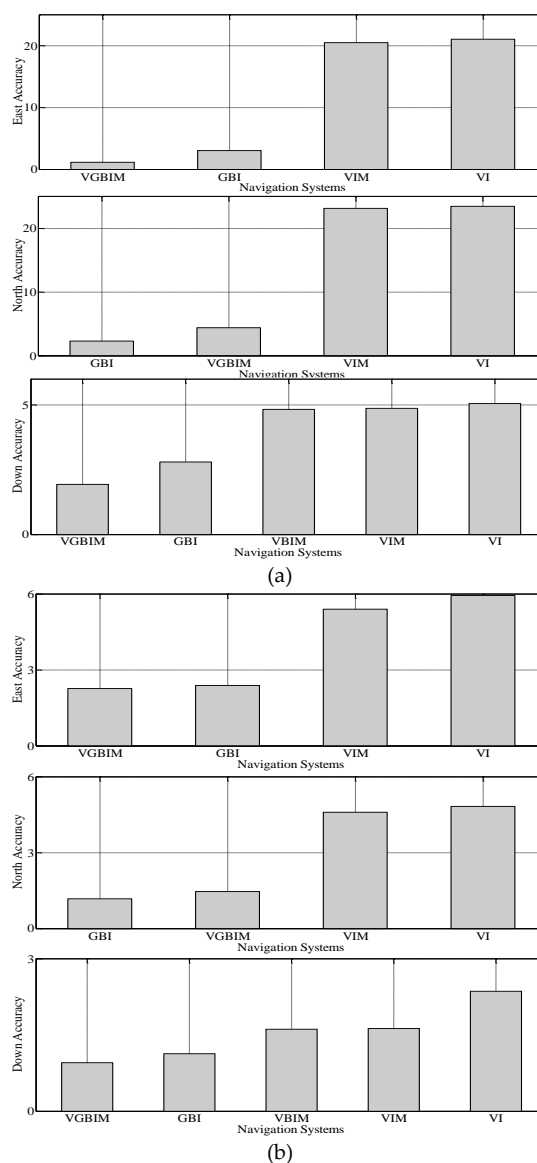 East Accuracy
20
10
0
VGBIM GBI VIM VI
Navigation Systems
North Accuracy
20
10
0
GBI VGBIM VIM VI
Navigation Systems
Down Accuracy
5
0
VGBIM GBI VBIM VIM VI
Navigation Systems
(a)
East Accuracy
6
3
0
VGBIM GBI VIM VI
Navigation Systems
North Accuracy
6
3
0
GBI VGBIM VIM VI
Navigation Systems
Down Accuracy
3
0
VGBIM GBI VBIM VIM VI
Navigation Systems
(b)